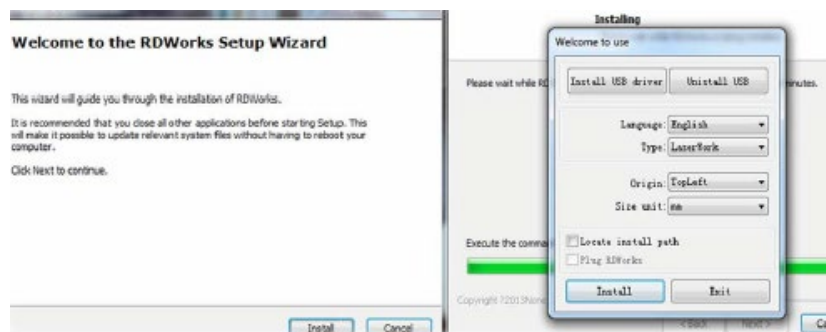 Welcome to the RDWorks Setup Wizard
This wizard will guide you through the installation of RDWorks.
It is recommended that you close all other applications before starting Setup. This
will make it possible to update relevant system files without having to reboot your
computer.
Click Next to continue.
Install Cancel
Installing
Welcome to use
Please wait while RD
minutes.
Install USB driver Unistall USB
Language: English
Type: LaserWork
Origin: TopLeft
Size unit: mm
Locate install path
Plug RDWorks
Execute the comma
Install Exit
Copyright
< Back Next > Ca